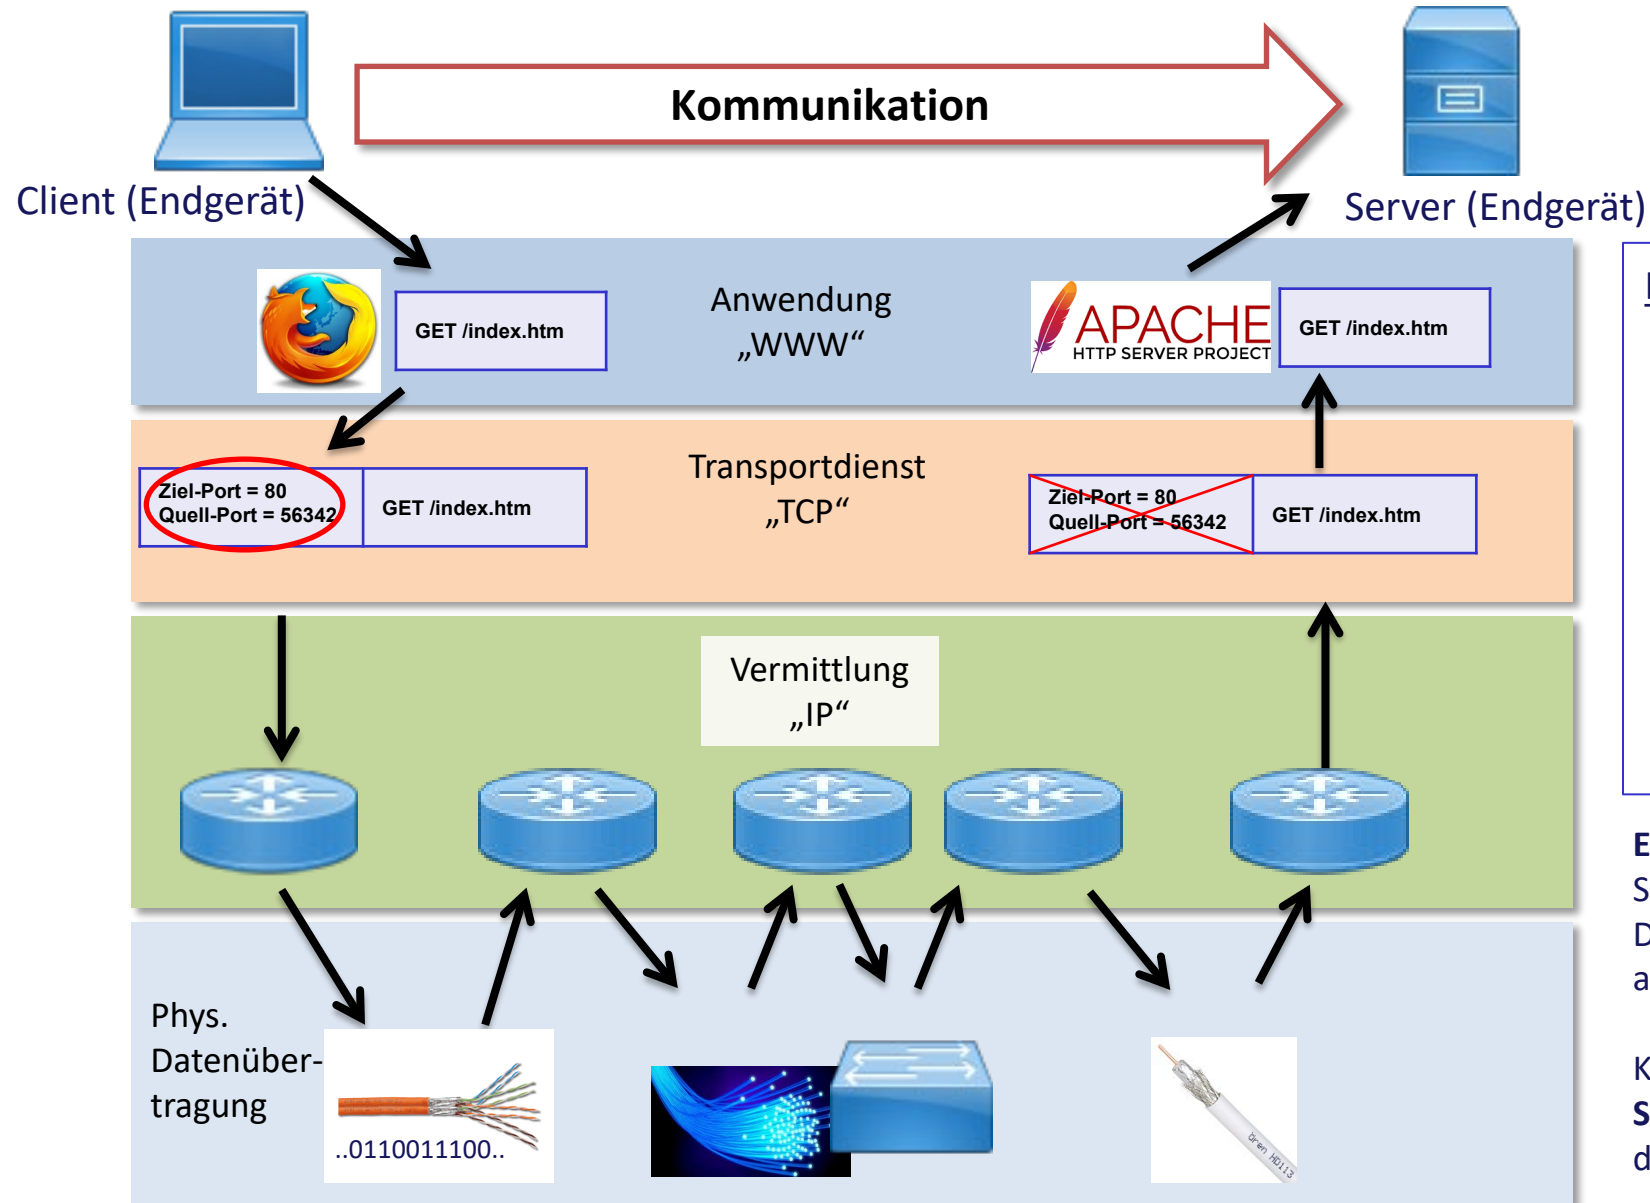 Kommunikation
Client (Endgerät)
Server (Endgerät)
GET /index.htm
Anwendung
„WWW“
APACHE
HTTP SERVER PROJECT
GET /index.htm
Ziel-Port = 80
Quell-Port = 56342
GET /index.htm
Transportdienst
„TCP“
Ziel-Port = 80
Quell-Port = 56342
GET /index.htm
Vermittlung
„IP“
Phys.
Datenüber-
tragung
..0110011100..
Ören HD113
E
S
D
a
K
S
d